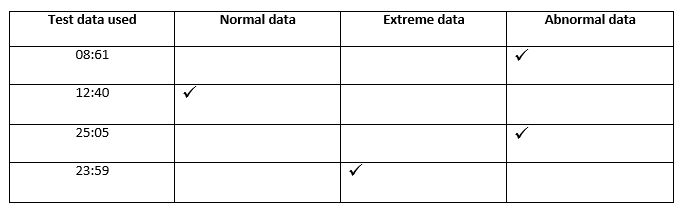 Test data used Normal data Extreme data Abnormal data
08:61 ✓
12:40 ✓
25:05 ✓
23:59 ✓